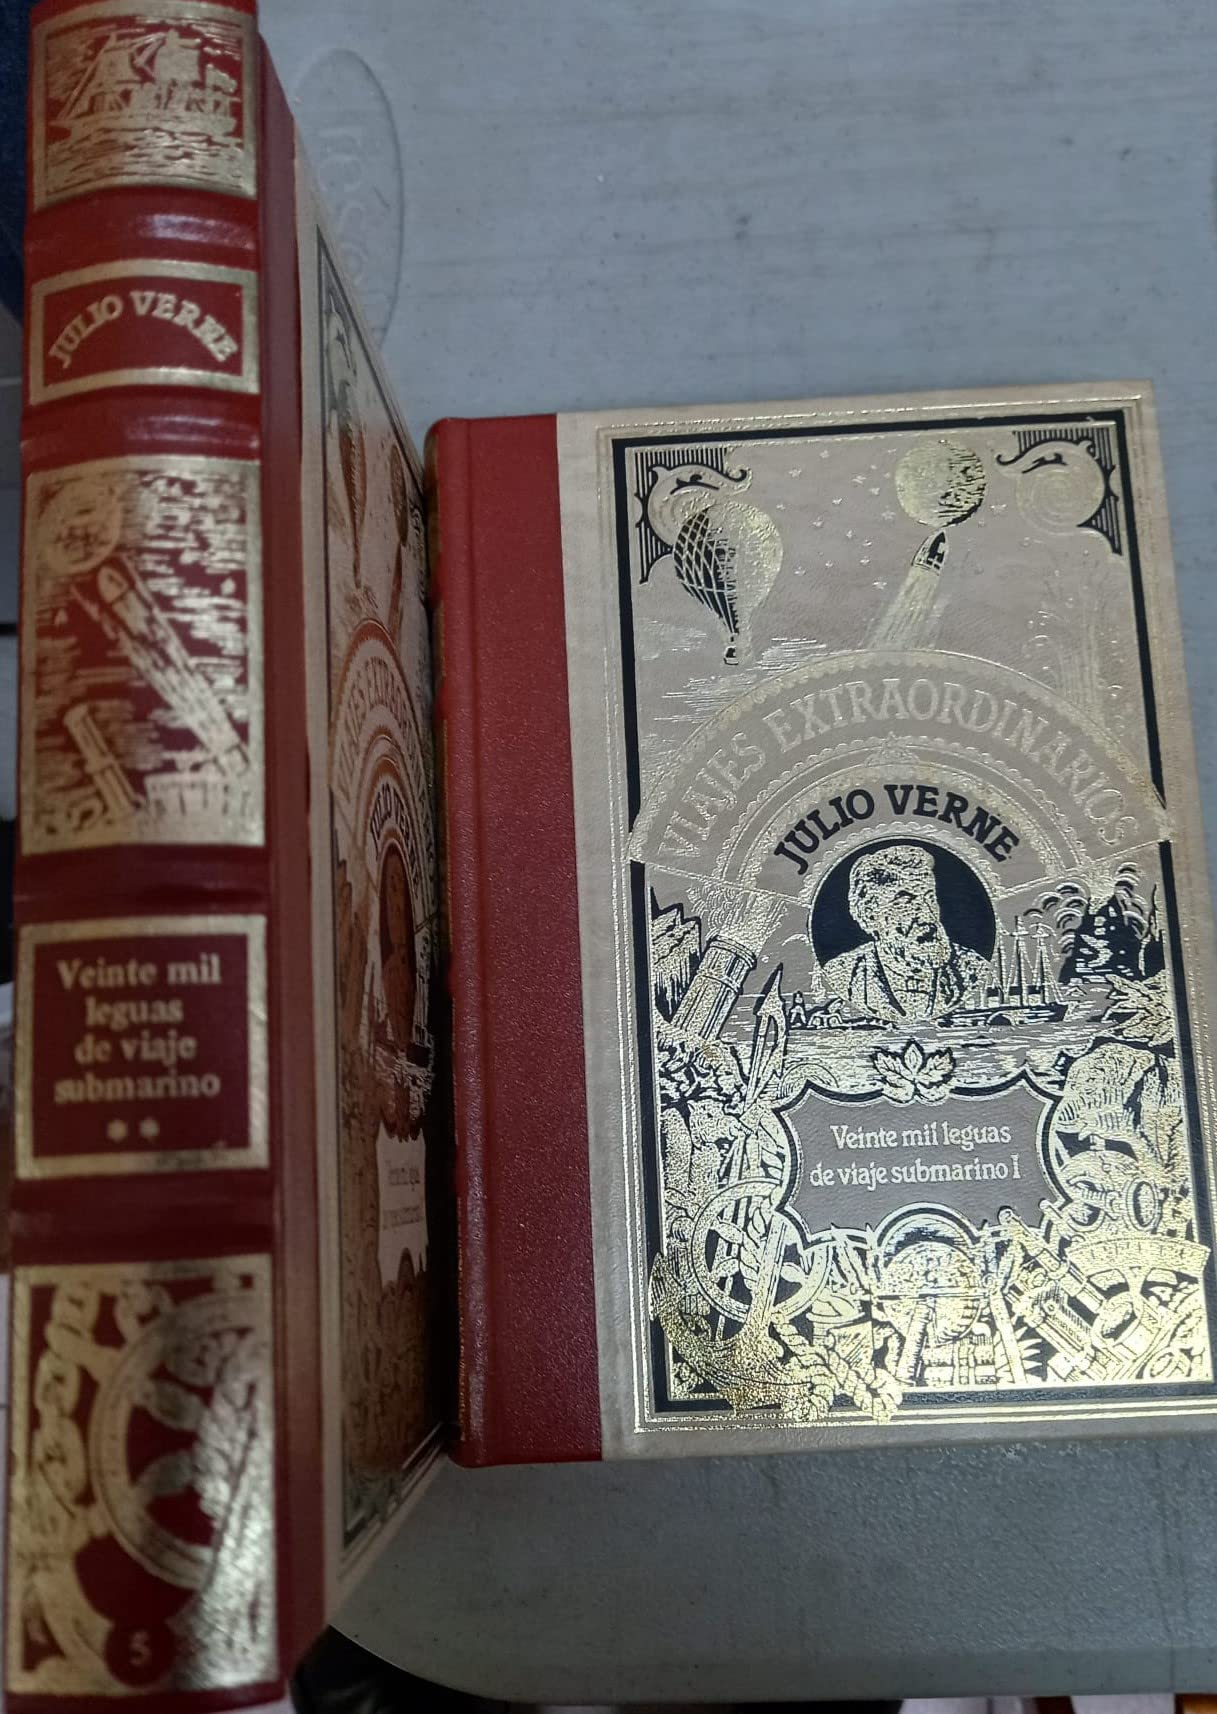 JULIO VERNE
Veinte mil
leguas
de viaje
submarino
**
5
VIAJES EXTRAORDINARIOS
JULIO VERNE
Veinte mil leguas
de viaje submarino I